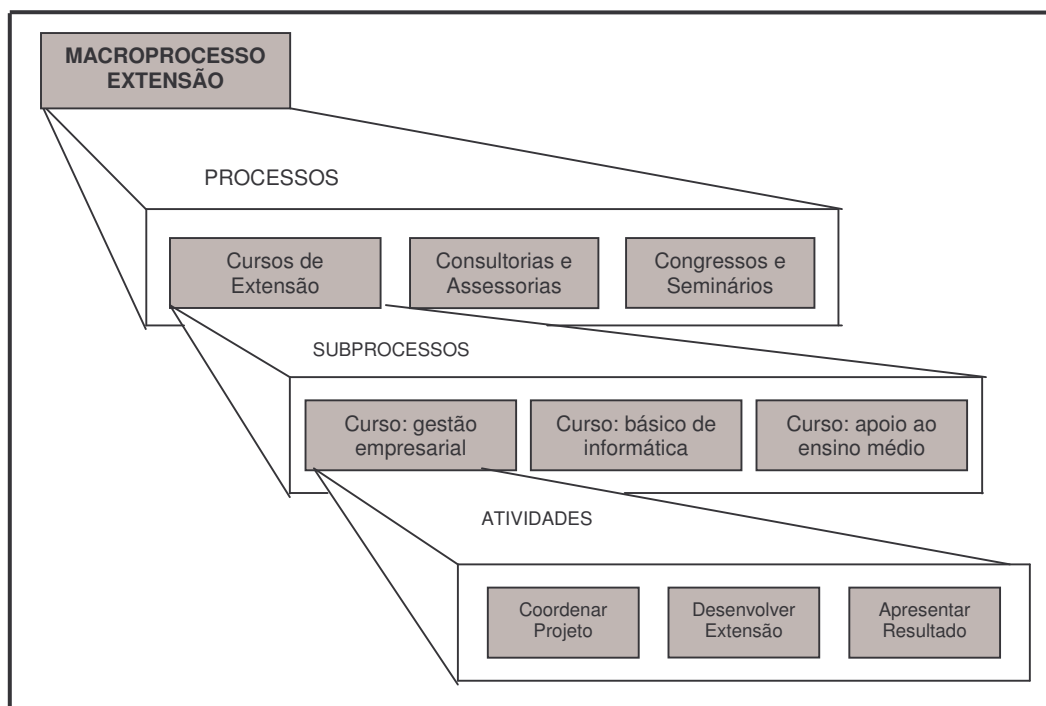 MACROPROCESSO
EXTENSÃO
PROCESSOS
Cursos de
Extensão
Consultorias e
Assessorias
Congressos e
Seminários
SUBPROCESSOS
Curso: gestão
empresarial
Curso: básico de
informática
Curso: apoio ao
ensino médio
ATIVIDADES
Coordenar
Projeto
Desenvolver
Extensão
Apresentar
Resultado